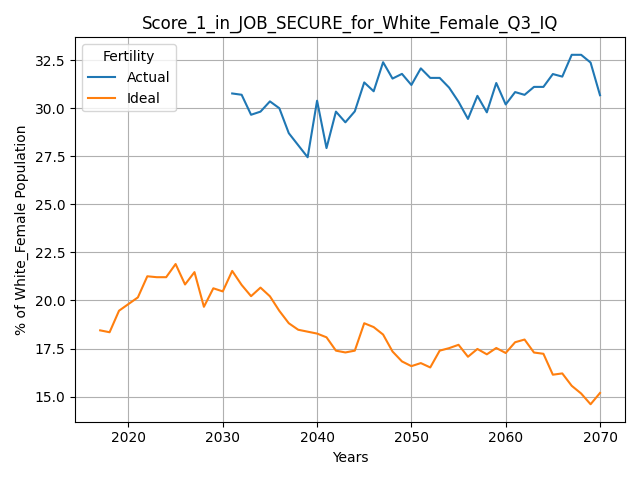 Score_1_in_JOB_SECURE_for_White_Female_Q3_IQ
Fertility
Actual
Ideal
% of White_Female Population
32.5
30.0
27.5
25.0
22.5
20.0
17.5
15.0
2020 2030 2040 2050 2060 2070
Years